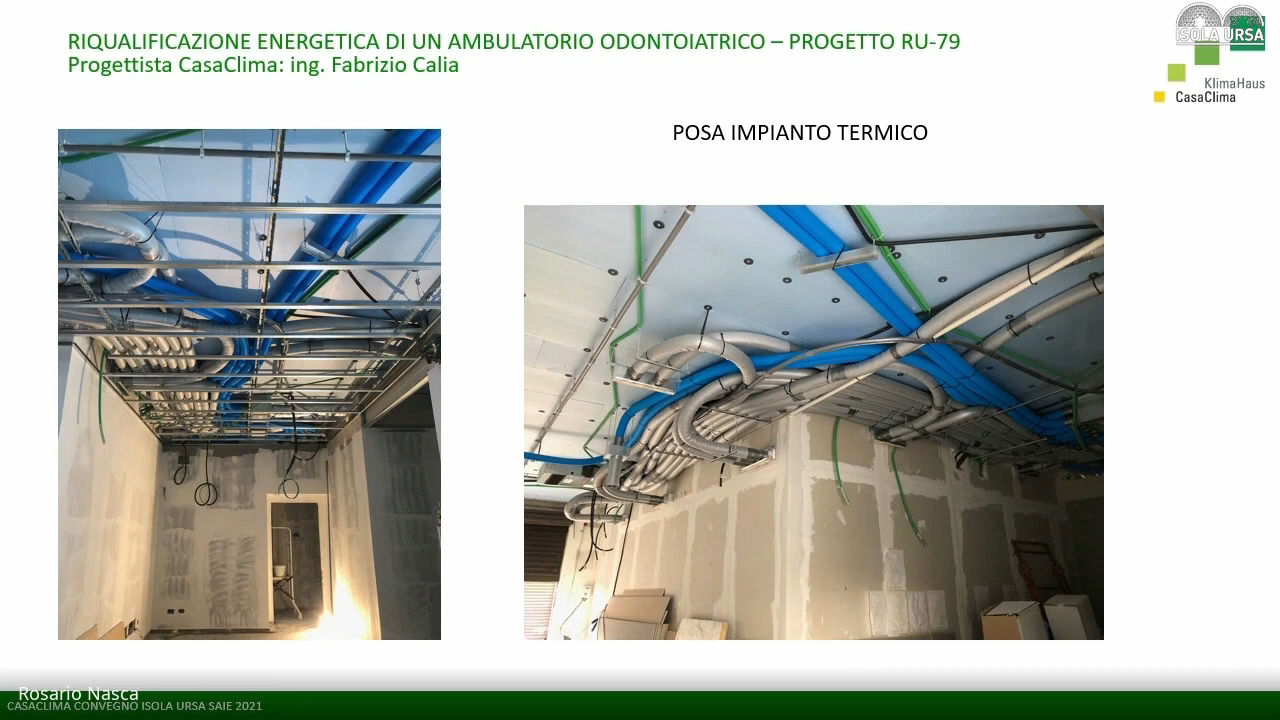 RIQUALIFICAZIONE ENERGETICA DI UN AMBULATORIO ODONTOIATRICO – PROGETTO RU-79
Progettista CasaClima: ing. Fabrizio Calia
ISOLA URSA
KlimaHaus
CasaClima
POSA IMPIANTO TERMICO
Rosario Nasca
CASACLIMA CONVEGNO ISOLA URSA SAIE 2021